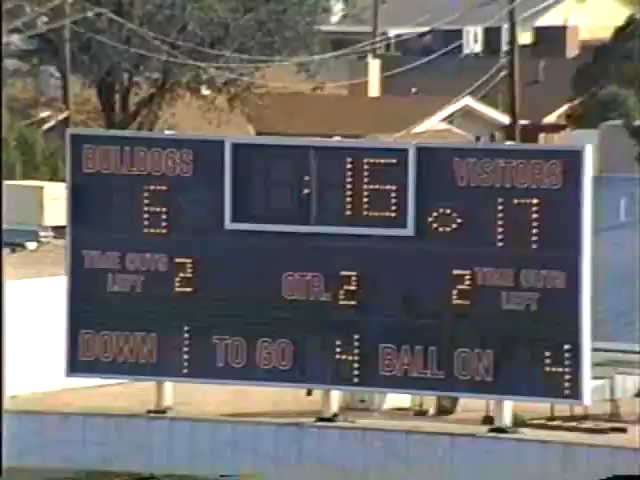 BULLDOGS :16 VISITORS
6 17
TIME OUTS LEFT 2 QTR. 2 2 TIME OUTS LEFT
DOWN 1 TO GO 4 BALL ON 4